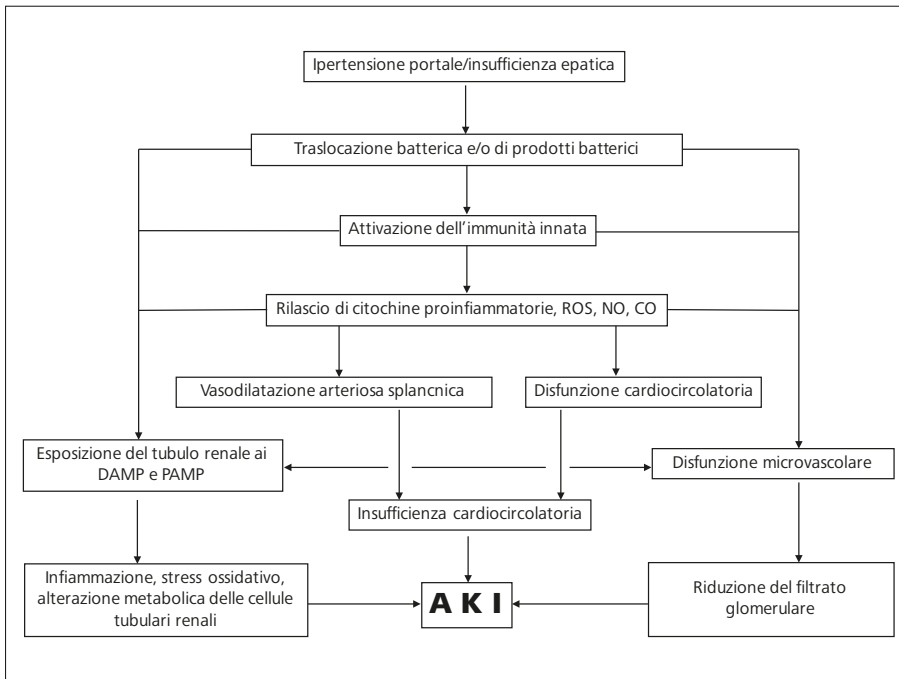 Ipertensione portale/insufficienza epatica
Traslocazione batterica e/o di prodotti batterici
Attivazione dell'immunità innata
Rilascio di citochine proinfiammatorie, ROS, NO, CO
Vasodilatazione arteriosa splancnica
Disfunzione cardiocircolatoria
Esposizione del tubulo renale ai
DAMP e PAMP
Disfunzione microvascolare
Insufficienza cardiocircolatoria
Infiammazione, stress ossidativo,
alterazione metabolica delle cellule
tubulari renali
A K I
Riduzione del filtrato
glomerulare